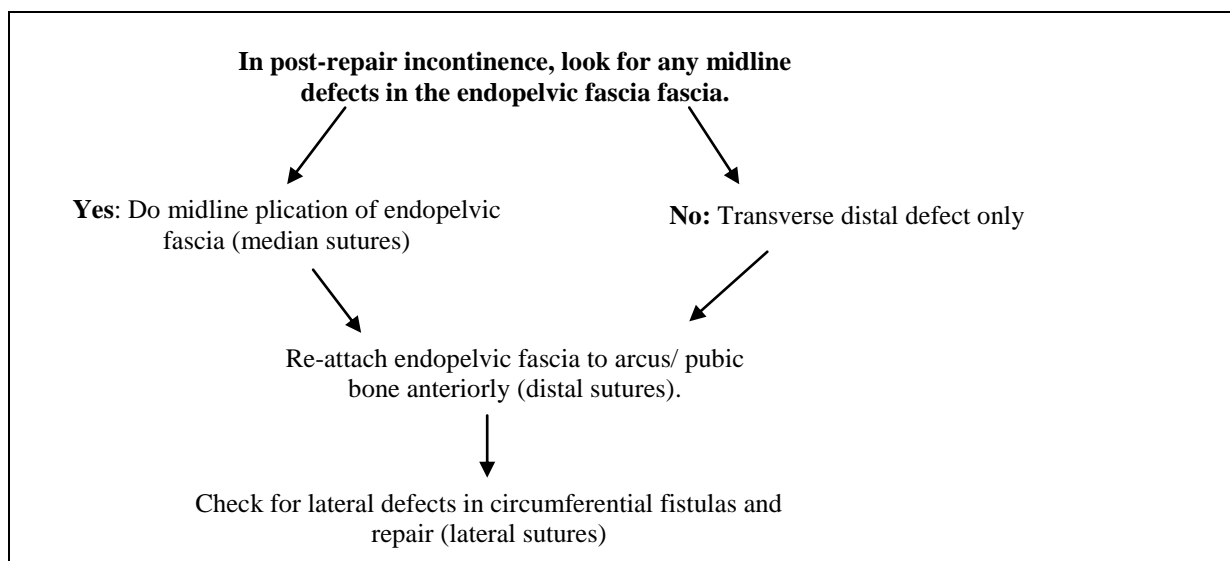 In post-repair incontinence, look for any midline
defects in the endopelvic fascia fascia.
Yes: Do midline plication of endopelvic
fascia (median sutures)
No: Transverse distal defect only
Re-attach endopelvic fascia to arcus/ pubic
bone anteriorly (distal sutures).
Check for lateral defects in circumferential fistulas and
repair (lateral sutures)